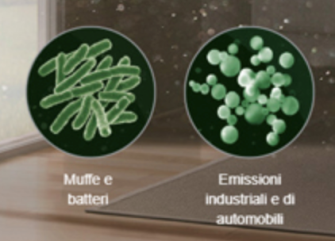 Muffe e
batteri
Emissioni
industriali e di
automobili